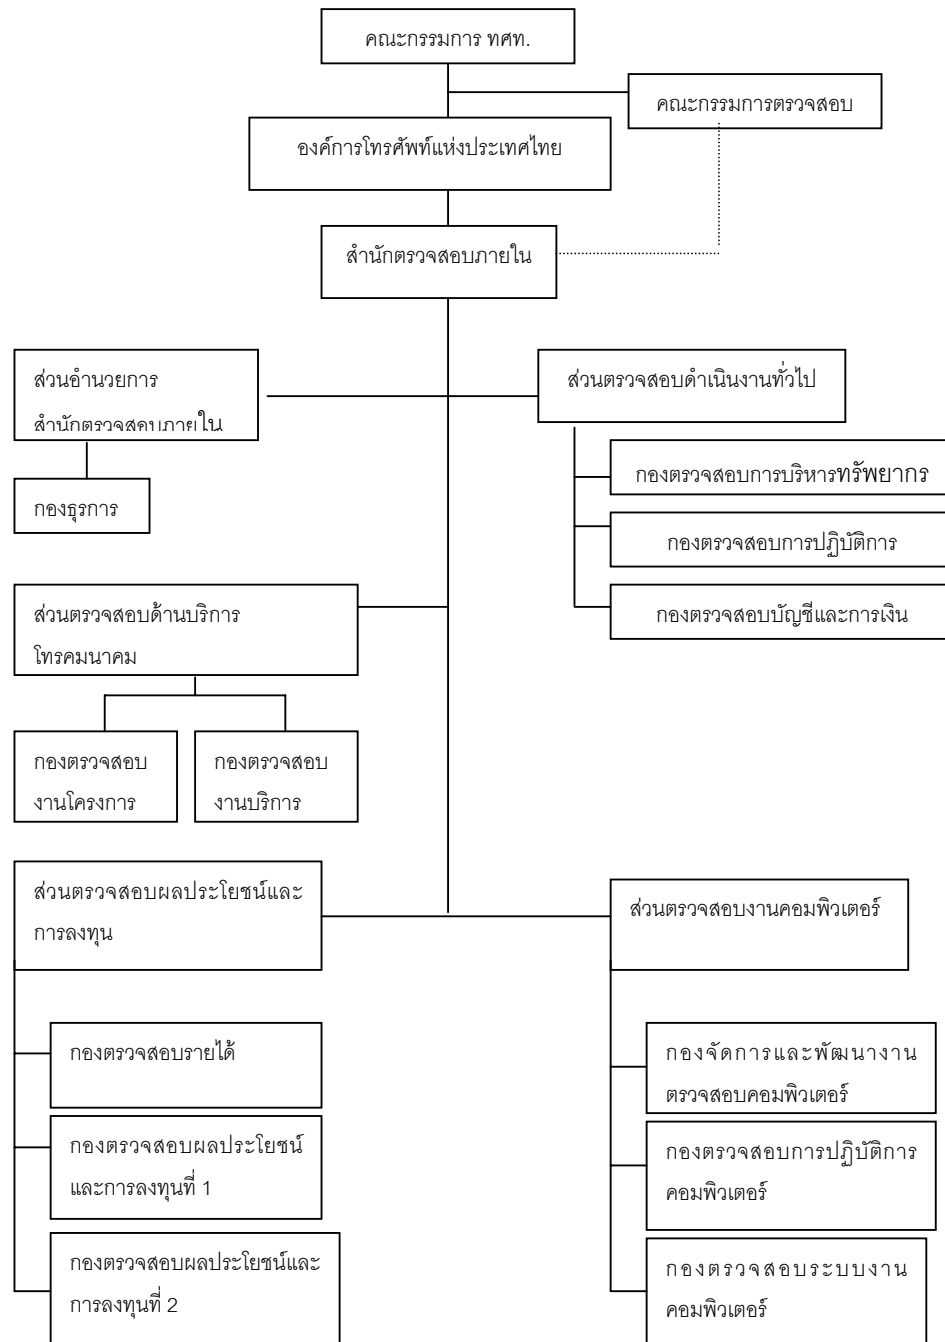 คณะกรรมการ ทศท.
คณะกรรมการตรวจสอบ
องค์การโทรศัพท์แห่งประเทศไทย
สำนักตรวจสอบภายใน
ส่วนอำนวยการ
สำนักตรวจสอบภายใน
ส่วนตรวจสอบดำเนินงานทั่วไป
กองธุรการ
กองตรวจสอบการบริหารทรัพยากร
กองตรวจสอบการปฏิบัติการ
กองตรวจสอบบัญชีและการเงิน
ส่วนตรวจสอบด้านบริการ
โทรคมนาคม
กองตรวจสอบ
งานโครงการ
กองตรวจสอบ
งานบริการ
ส่วนตรวจสอบผลประโยชน์และ
การลงทุน
ส่วนตรวจสอบงานคอมพิวเตอร์
กองตรวจสอบรายได้
กองตรวจสอบผลประโยชน์
และการลงทุนที่ 1
กองตรวจสอบผลประโยชน์และ
การลงทุนที่ 2
กองจัดการและพัฒนางาน
ตรวจสอบคอมพิวเตอร์
กองตรวจสอบการปฏิบัติการ
คอมพิวเตอร์
กองตรวจสอบระบบงาน
คอมพิวเตอร์